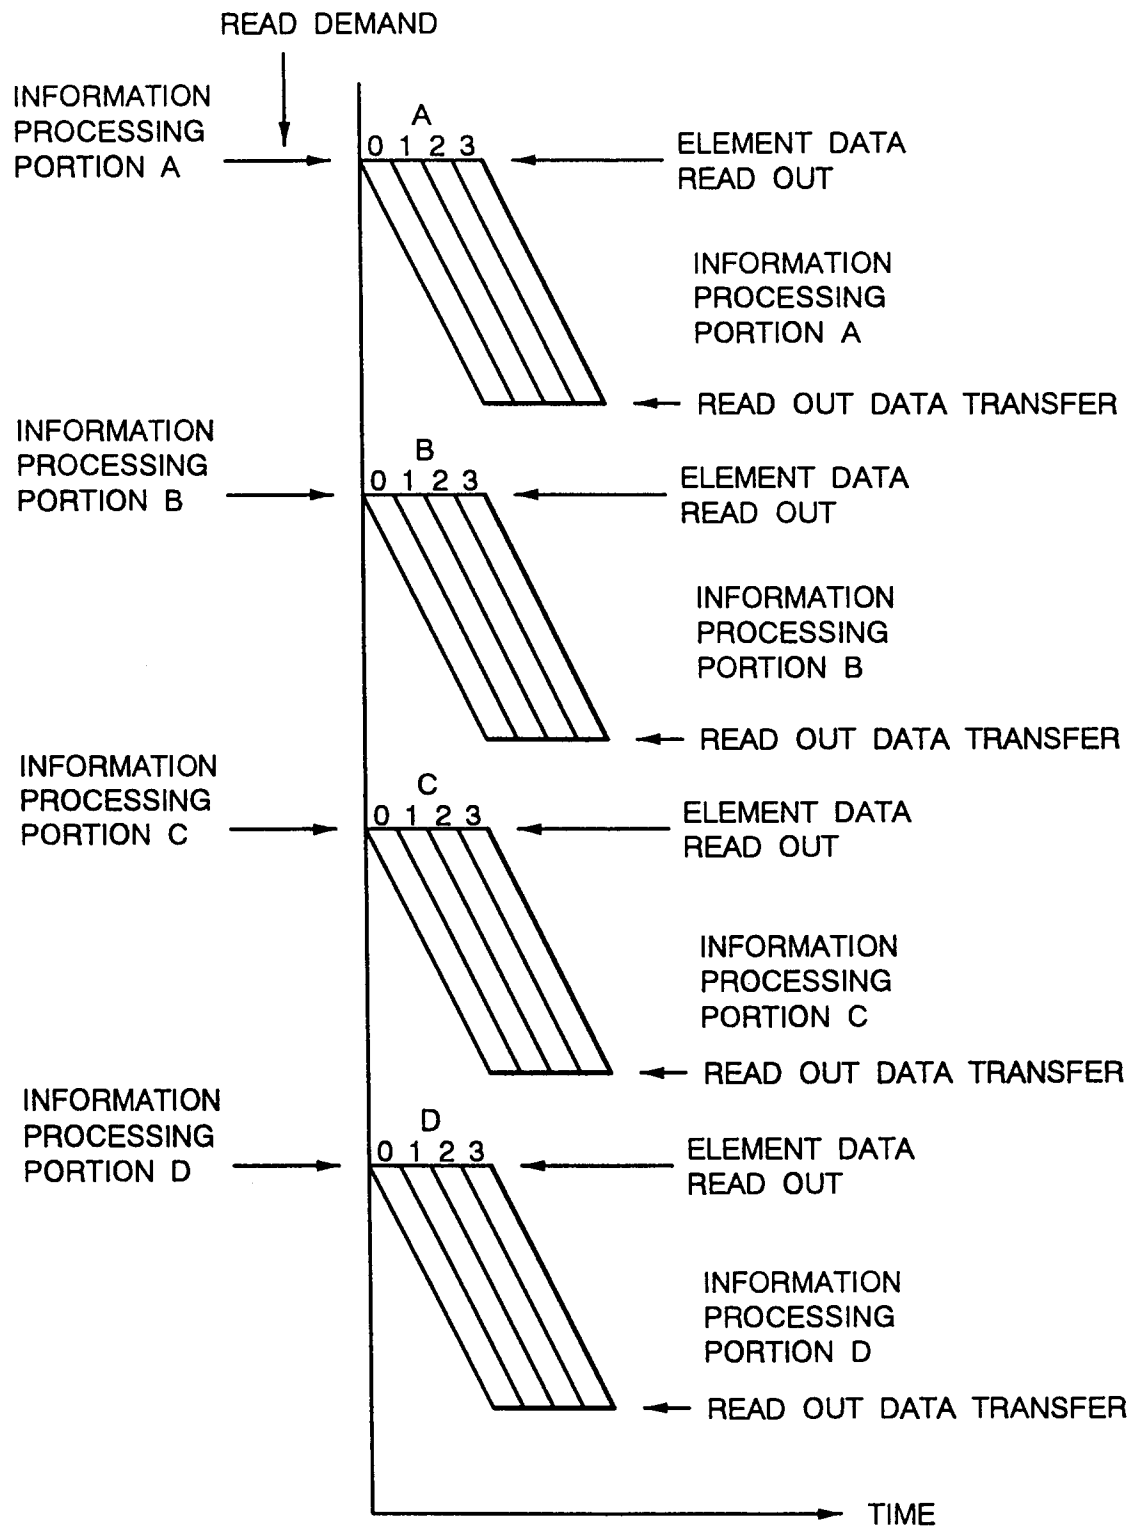 READ DEMAND
INFORMATION
PROCESSING
PORTION A
A
0 1 2 3
ELEMENT DATA
READ OUT
INFORMATION
PROCESSING
PORTION A
READ OUT DATA TRANSFER
INFORMATION
PROCESSING
PORTION B
B
0 1 2 3
ELEMENT DATA
READ OUT
INFORMATION
PROCESSING
PORTION B
READ OUT DATA TRANSFER
INFORMATION
PROCESSING
PORTION C
C
0 1 2 3
ELEMENT DATA
READ OUT
INFORMATION
PROCESSING
PORTION C
READ OUT DATA TRANSFER
INFORMATION
PROCESSING
PORTION D
D
0 1 2 3
ELEMENT DATA
READ OUT
INFORMATION
PROCESSING
PORTION D
READ OUT DATA TRANSFER
TIME